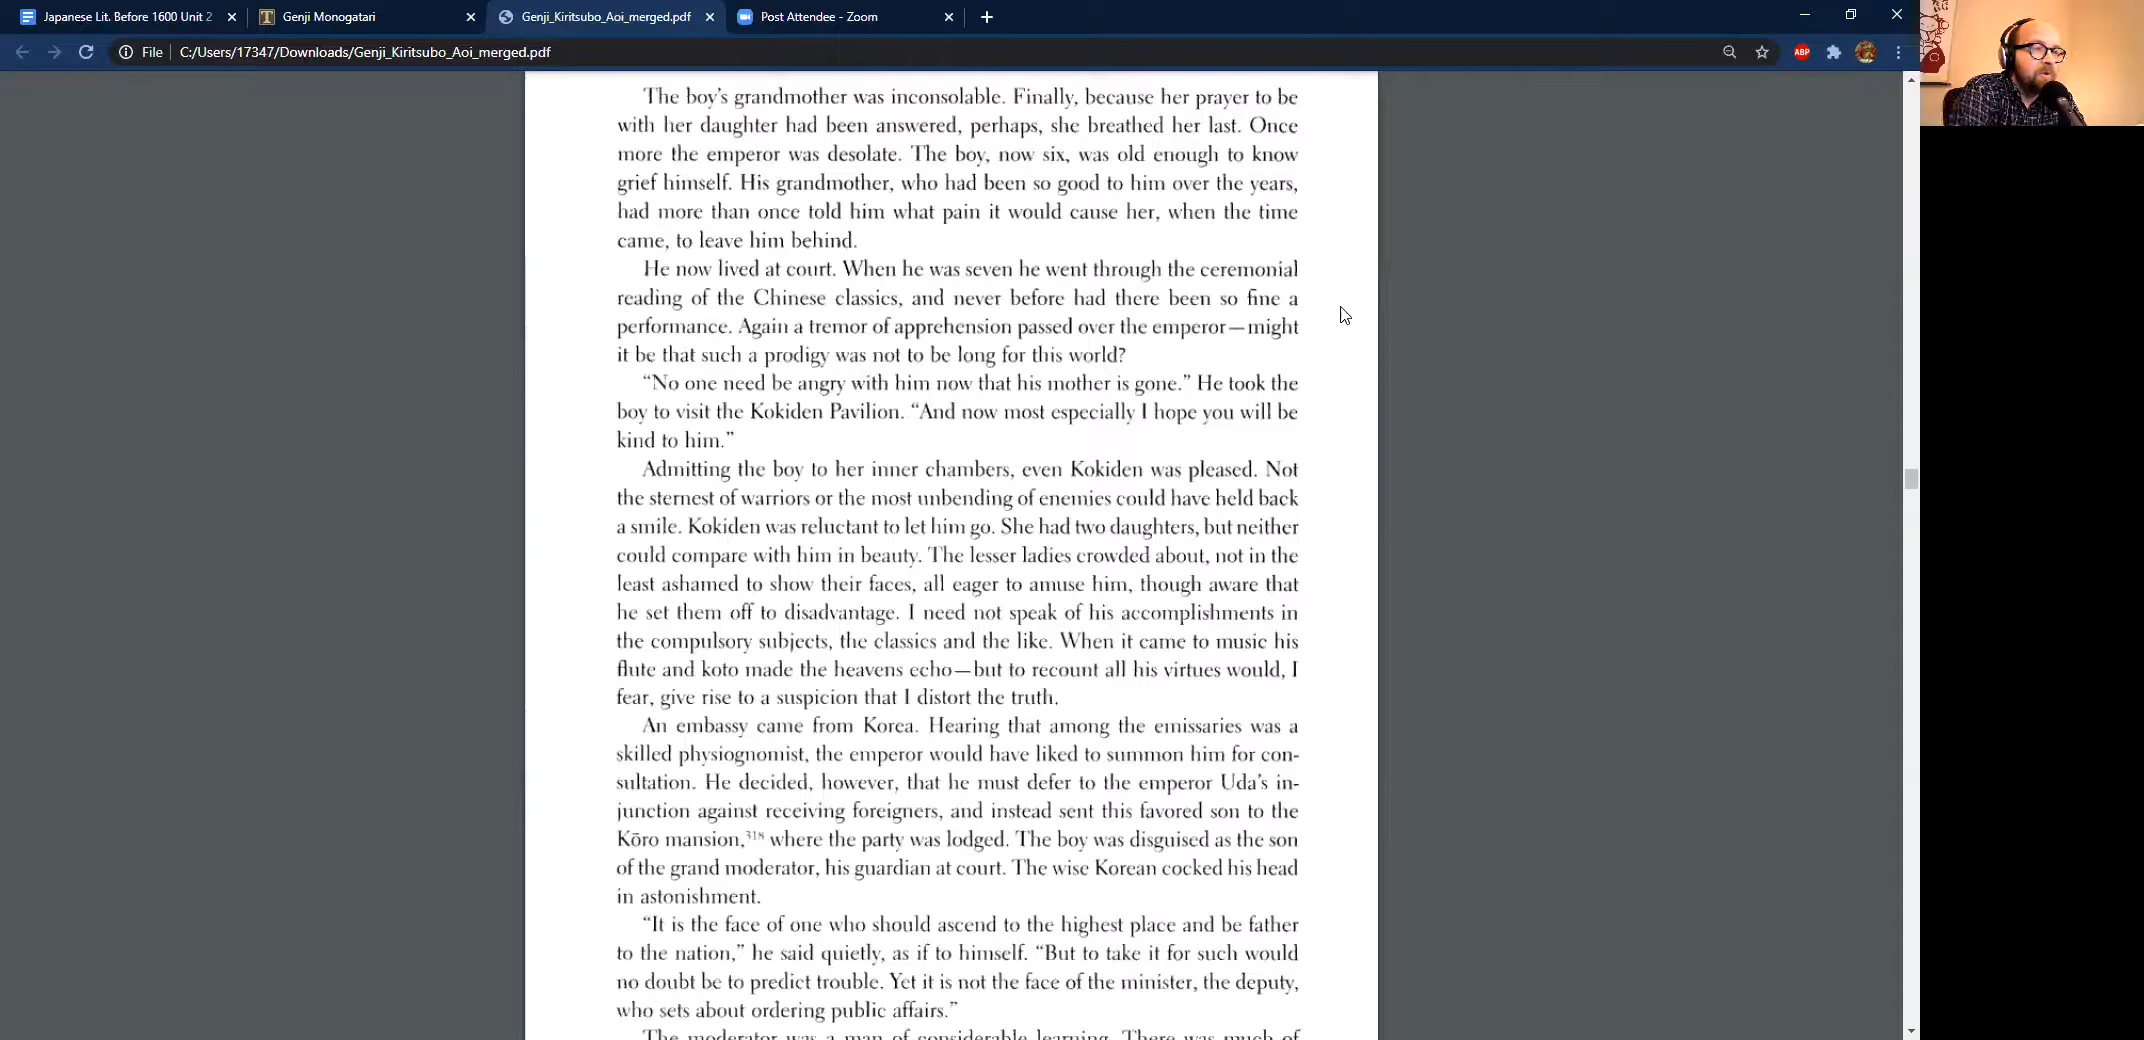 Japanese Lit. Before 1600 Unit 2
Genji Monogatari
Genji_Kiritsubo_Aoi_merged.pdf
Post Attendee - Zoom
File
C:/Users/17347/Downloads/Genji_Kiritsubo_Aoi_merged.pdf
ABP
The boy's grandmother was inconsolable. Finally, because her prayer to be
with her daughter had been answered, perhaps, she breathed her last. Once
more the emperor was desolate. The boy, now six, was old enough to know
grief himself. His grandmother, who had been so good to him over the years,
had more than once told him what pain it would cause her, when the time
came, to leave him behind.
He now lived at court. When he was seven he went through the ceremonial
reading of the Chinese classics, and never before had there been so fine a
performance. Again a tremor of apprehension passed over the emperor—might
it be that such a prodigy was not to be long for this world?
“No one need be angry with him now that his mother is gone.” He took the
boy to visit the Kokiden Pavilion. “And now most especially I hope you will be
kind to him.”
Admitting the boy to her inner chambers, even Kokiden was pleased. Not
the sternest of warriors or the most unbending of enemies could have held back
a smile. Kokiden was reluctant to let him go. She had two daughters, but neither
could compare with him in beauty. The lesser ladies crowded about, not in the
least ashamed to show their faces, all eager to amuse him, though aware that
he set them off to disadvantage. I need not speak of his accomplishments in
the compulsory subjects, the classics and the like. When it came to music his
flute and koto made the heavens echo—but to recount all his virtues would, I
fear, give rise to a suspicion that I distort the truth.
An embassy came from Korea. Hearing that among the emissaries was a
skilled physiognomist, the emperor would have liked to summon him for con-
sultation. He decided, however, that he must defer to the emperor Uda's in-
junction against receiving foreigners, and instead sent this favored son to the
Kōro mansion,318 where the party was lodged. The boy was disguised as the son
of the grand moderator, his guardian at court. The wise Korean cocked his head
in astonishment.
“It is the face of one who should ascend to the highest place and be father
to the nation,” he said quietly, as if to himself. “But to take it for such would
no doubt be to predict trouble. Yet it is not the face of the minister, the deputy,
who sets about ordering public affairs.”
The moderator was a man of considerable learning. There was much of